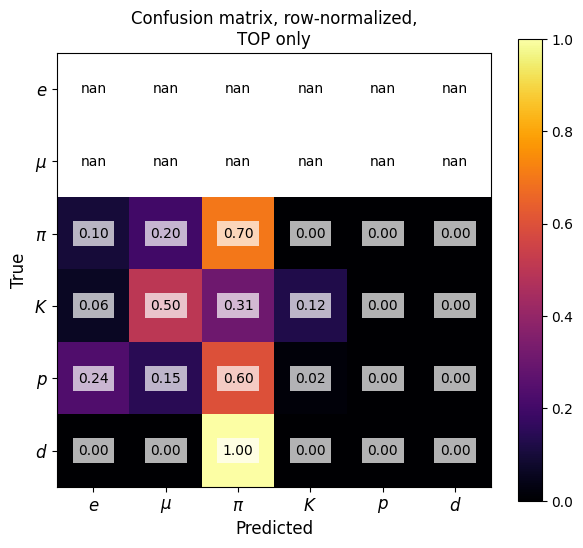 Confusion matrix, row-normalized,
TOP only
e nan nan nan nan nan nan
μ nan nan nan nan nan nan
π 0.10 0.20 0.70 0.00 0.00 0.00
K 0.06 0.50 0.31 0.12 0.00 0.00
p 0.24 0.15 0.60 0.02 0.00 0.00
d 0.00 0.00 1.00 0.00 0.00 0.00
e μ π K p d
True
Predicted
1.0
0.8
0.6
0.4
0.2
0.0